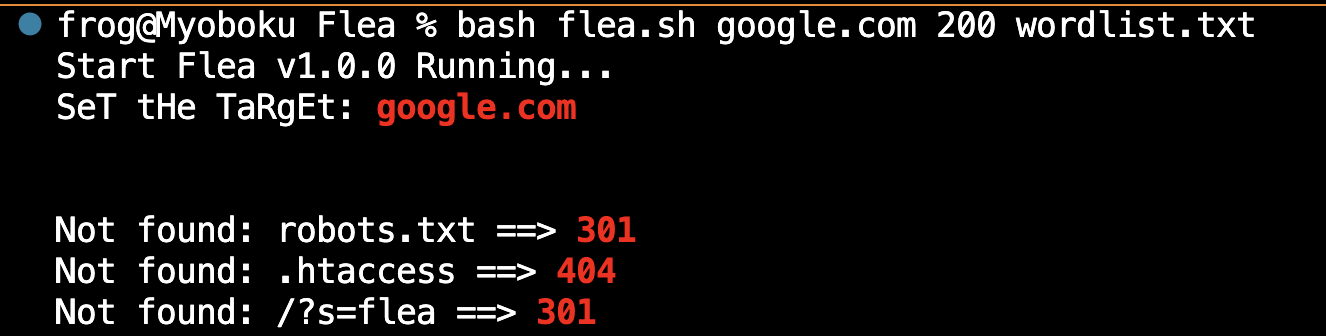 frog@Myoboku Flea % bash flea.sh google.com 200 wordlist.txt
Start Flea v1.0.0 Running...
SeT tHe TaRgEt: google.com
Not found: robots.txt ==> 301
Not found: .htaccess ==> 404
Not found: /?s=flea ==> 301